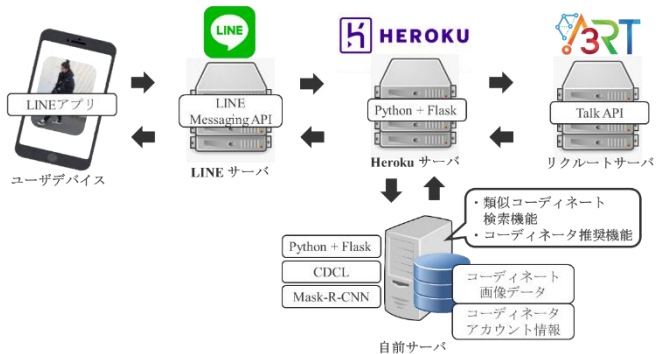 LINE
HEROKU
A3RT
LINEアプリ
LINE
Messaging API
Python + Flask
Talk API
ユーザデバイス
LINE サーバ
Heroku サーバ
リクルートサーバ
・類似コーディネート
検索機能
・コーディネータ推奨機能
Python + Flask
CDCL
Mask-R-CNN
コーディネート
画像データ
コーディネータ
アカウント情報
自前サーバ